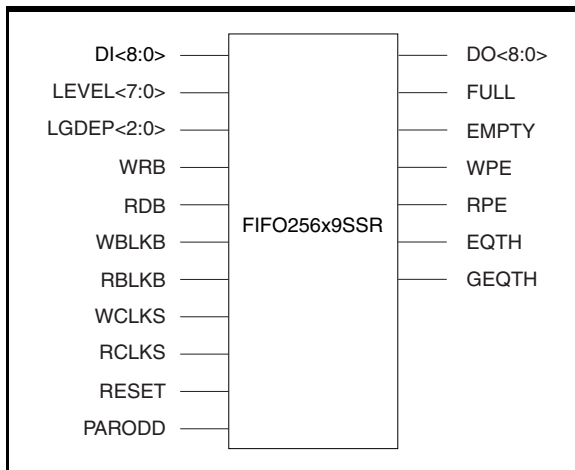 DI<8:0>
LEVEL<7:0>
LGDEP<2:0>
WRB
RDB
WBLKB
RBLKB
WCLKS
RCLKS
RESET
PARODD
FIFO256x9SSR
DO<8:0>
FULL
EMPTY
WPE
RPE
EQTH
GEQTH